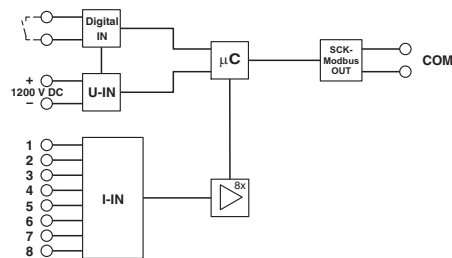 Digital
IN
+
1200 V DC
–
U-IN
µC
SCK-
Modbus
OUT
COM
1
2
3
4
5
6
7
8
I-IN
8x